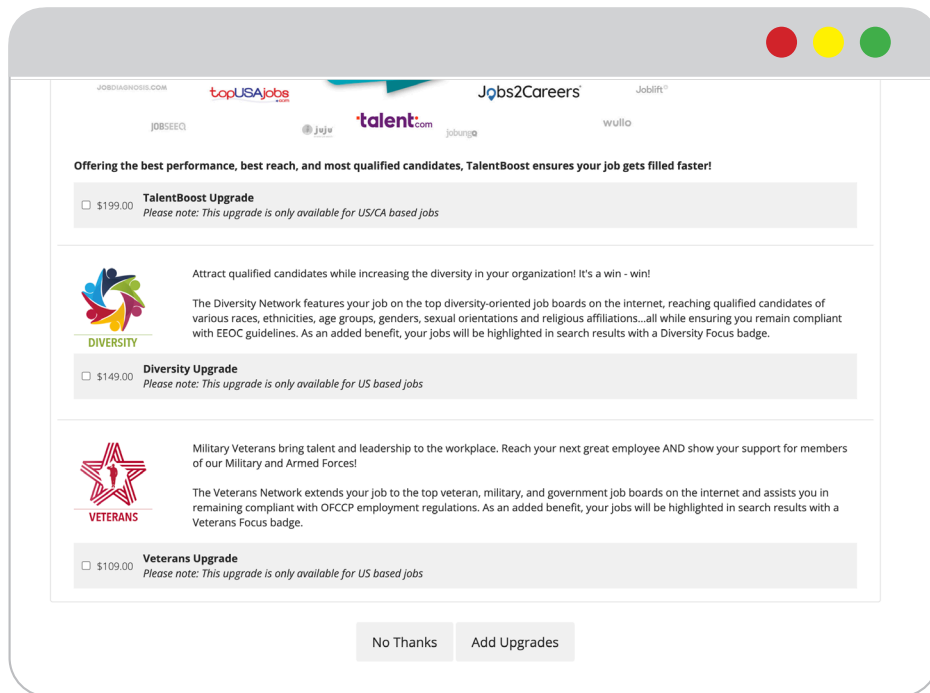 JOBDIAGNOSIS.COM
topUSAjobs
.com
Jobs2Careers
Joblift
JOBSEEQ
juju
talent.com
jobungo
wullo
Offering the best performance, best reach, and most qualified candidates, TalentBoost ensures your job gets filled faster!
$199.00
TalentBoost Upgrade
Please note: This upgrade is only available for US/CA based jobs
Attract qualified candidates while increasing the diversity in your organization! It's a win - win!
The Diversity Network features your job on the top diversity-oriented job boards on the internet, reaching qualified candidates of
various races, ethnicities, age groups, genders, sexual orientations and religious affiliations...all while ensuring you remain compliant
with EEOC guidelines. As an added benefit, your jobs will be highlighted in search results with a Diversity Focus badge.
DIVERSITY
$149.00
Diversity Upgrade
Please note: This upgrade is only available for US based jobs
Military Veterans bring talent and leadership to the workplace. Reach your next great employee AND show your support for members
of our Military and Armed Forces!
The Veterans Network extends your job to the top veteran, military, and government job boards on the internet and assists you in
remaining compliant with OFCCP employment regulations. As an added benefit, your jobs will be highlighted in search results with a
Veterans Focus badge.
VETERANS
$109.00
Veterans Upgrade
Please note: This upgrade is only available for US based jobs
No Thanks
Add Upgrades